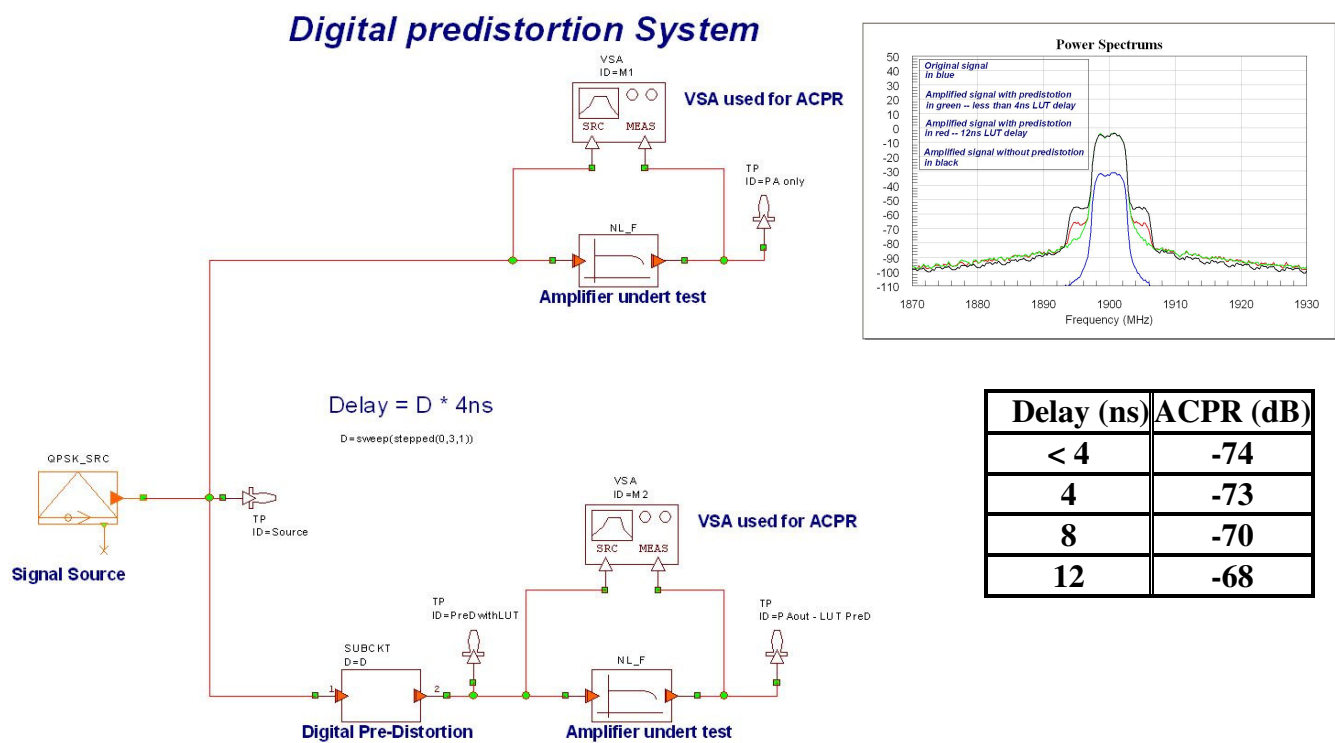 Digital predistortion System
VSA
ID=M1
SRC MEAS
VSA used for ACPR
TP
ID=PA only
NL_F
Amplifier undert test
Power Spectrums
50
40
30
20
10
0
-10
-20
-30
-40
-50
-60
-70
-80
-90
-100
-110
Original signal
in blue
Amplified signal with predistotion
in green -- less than 4ns LUT delay
Amplified signal with predistotion
in red -- 12ns LUT delay
Amplified signal without predistotion
in black
1870 1880 1890 1900 1910 1920 1930
Frequency (MHz)
Delay = D * 4ns
D=sweep(stepped(0,3,1))
Delay (ns) ACPR (dB)
< 4 -74
4 -73
8 -70
12 -68
QPSK_SRC
TP
ID=Source
Signal Source
VSA
ID=M2
SRC MEAS
VSA used for ACPR
TP
ID=PreDwithLUT
TP
ID=PAout - LUT PreD
SUBCKT
D=D
1 2
Digital Pre-Distortion
NL_F
Amplifier undert test